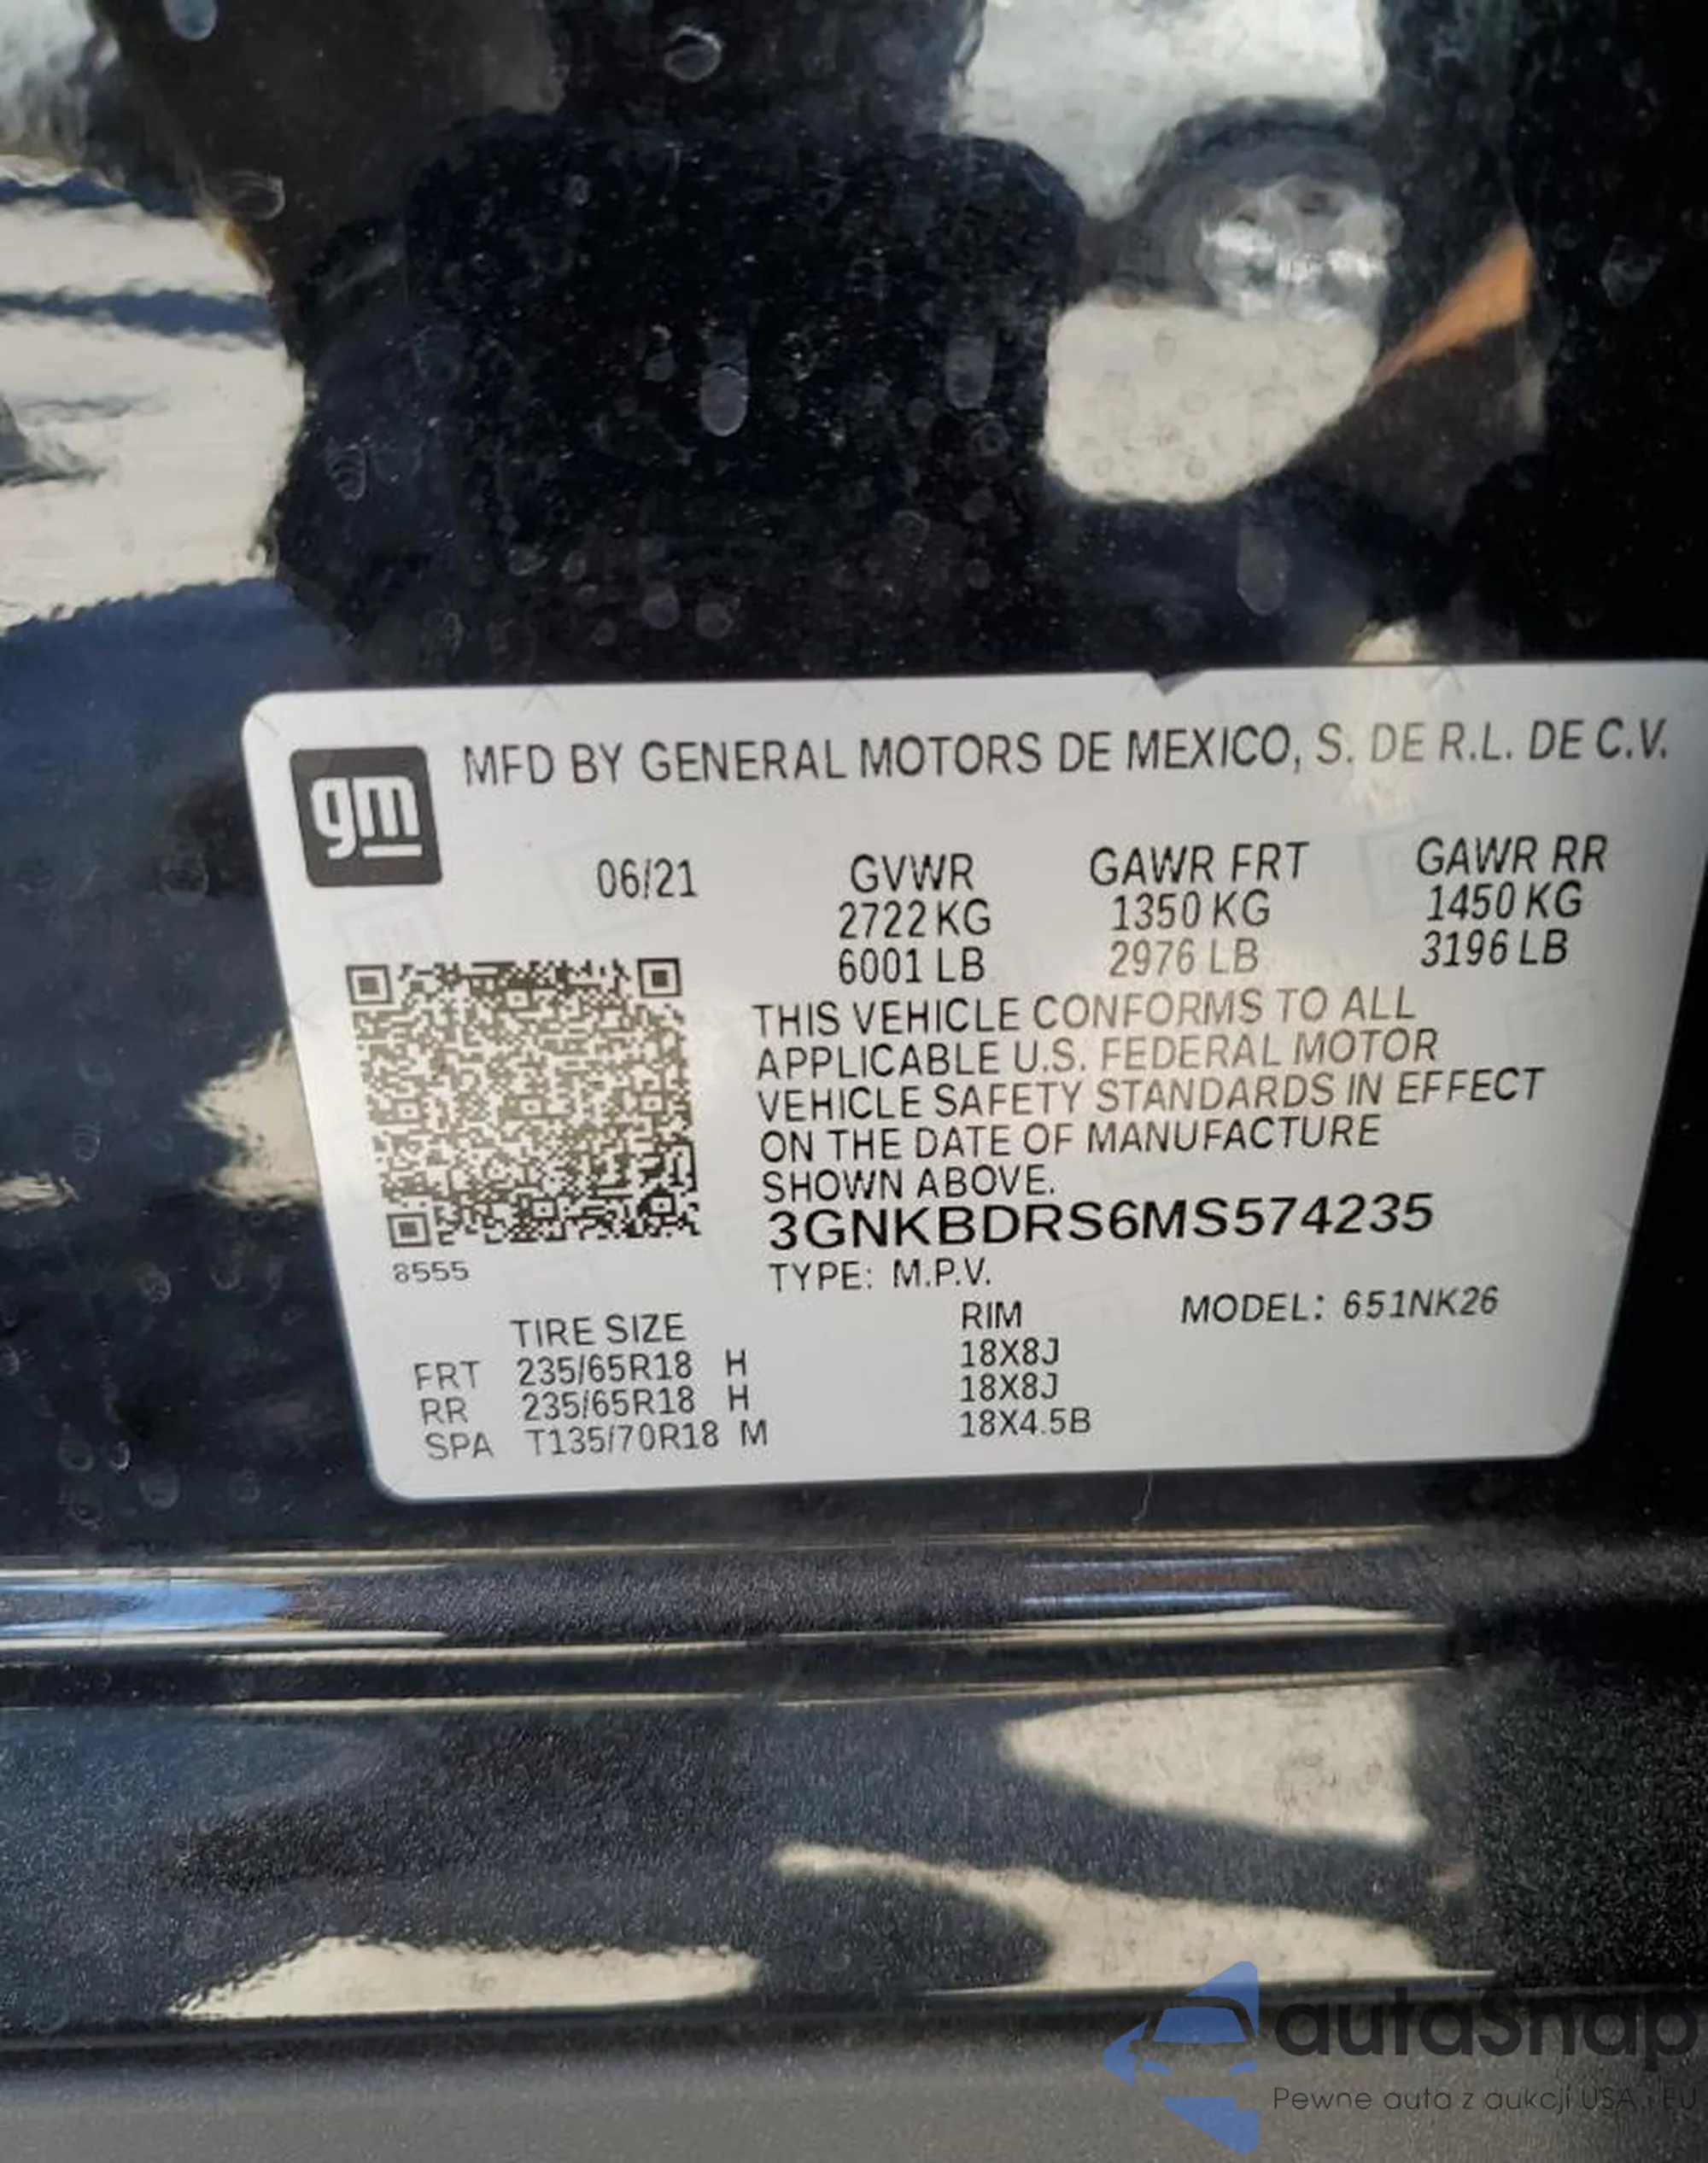 gm
MFD BY GENERAL MOTORS DE MEXICO, S. DE R.L. DE C.V.
06/21 GVWR GAWR FRT GAWR RR
2722 KG 1350 KG 1450 KG
6001 LB 2976 LB 3196 LB
THIS VEHICLE CONFORMS TO ALL
APPLICABLE U.S. FEDERAL MOTOR
VEHICLE SAFETY STANDARDS IN EFFECT
ON THE DATE OF MANUFACTURE
SHOWN ABOVE.
3GNKBDRS6MS574235
8555
TYPE: M.P.V.
TIRE SIZE RIM MODEL: 651NK26
FRT 235/65R18 H 18X8J
RR 235/65R18 H 18X8J
SPA T135/70R18 M 18X4.5B
autaSnap
Pewne auta z aukcji USA i EU